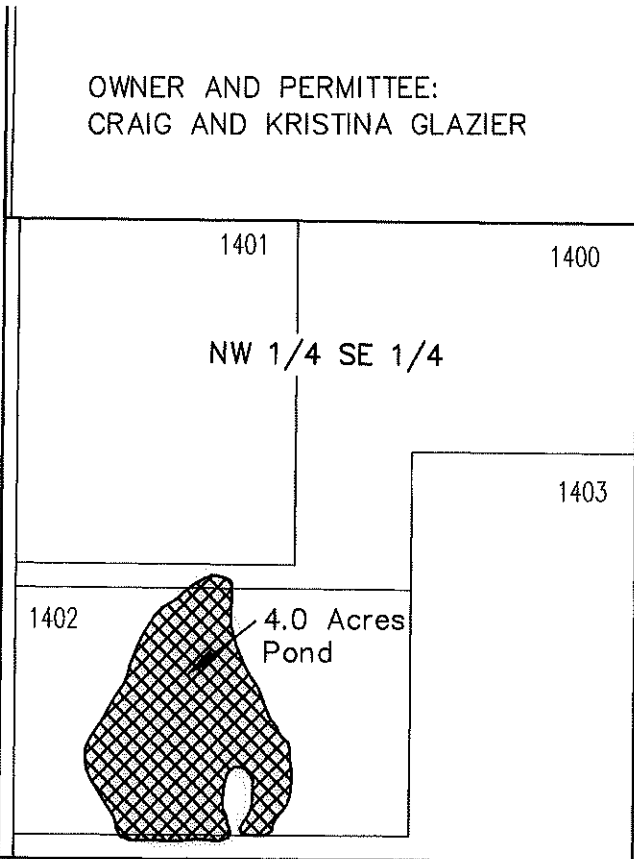 OWNER AND PERMITTEE:
CRAIG AND KRISTINA GLAZIER
1401
1400
NW 1/4 SE 1/4
1403
1402
4.0 Acres
Pond